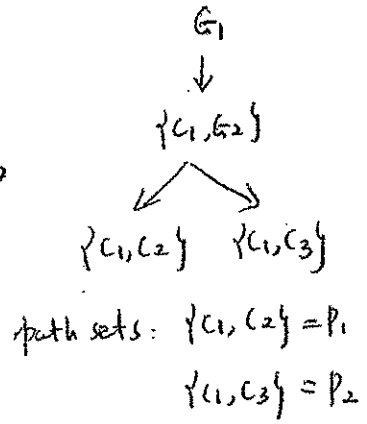 G₁
↓
{C₁, G₂}
↙ ↘
{C₁, C₂} {C₁, C₃}
path sets: {C₁, C₂} = P₁
{C₁, C₃} = P₂